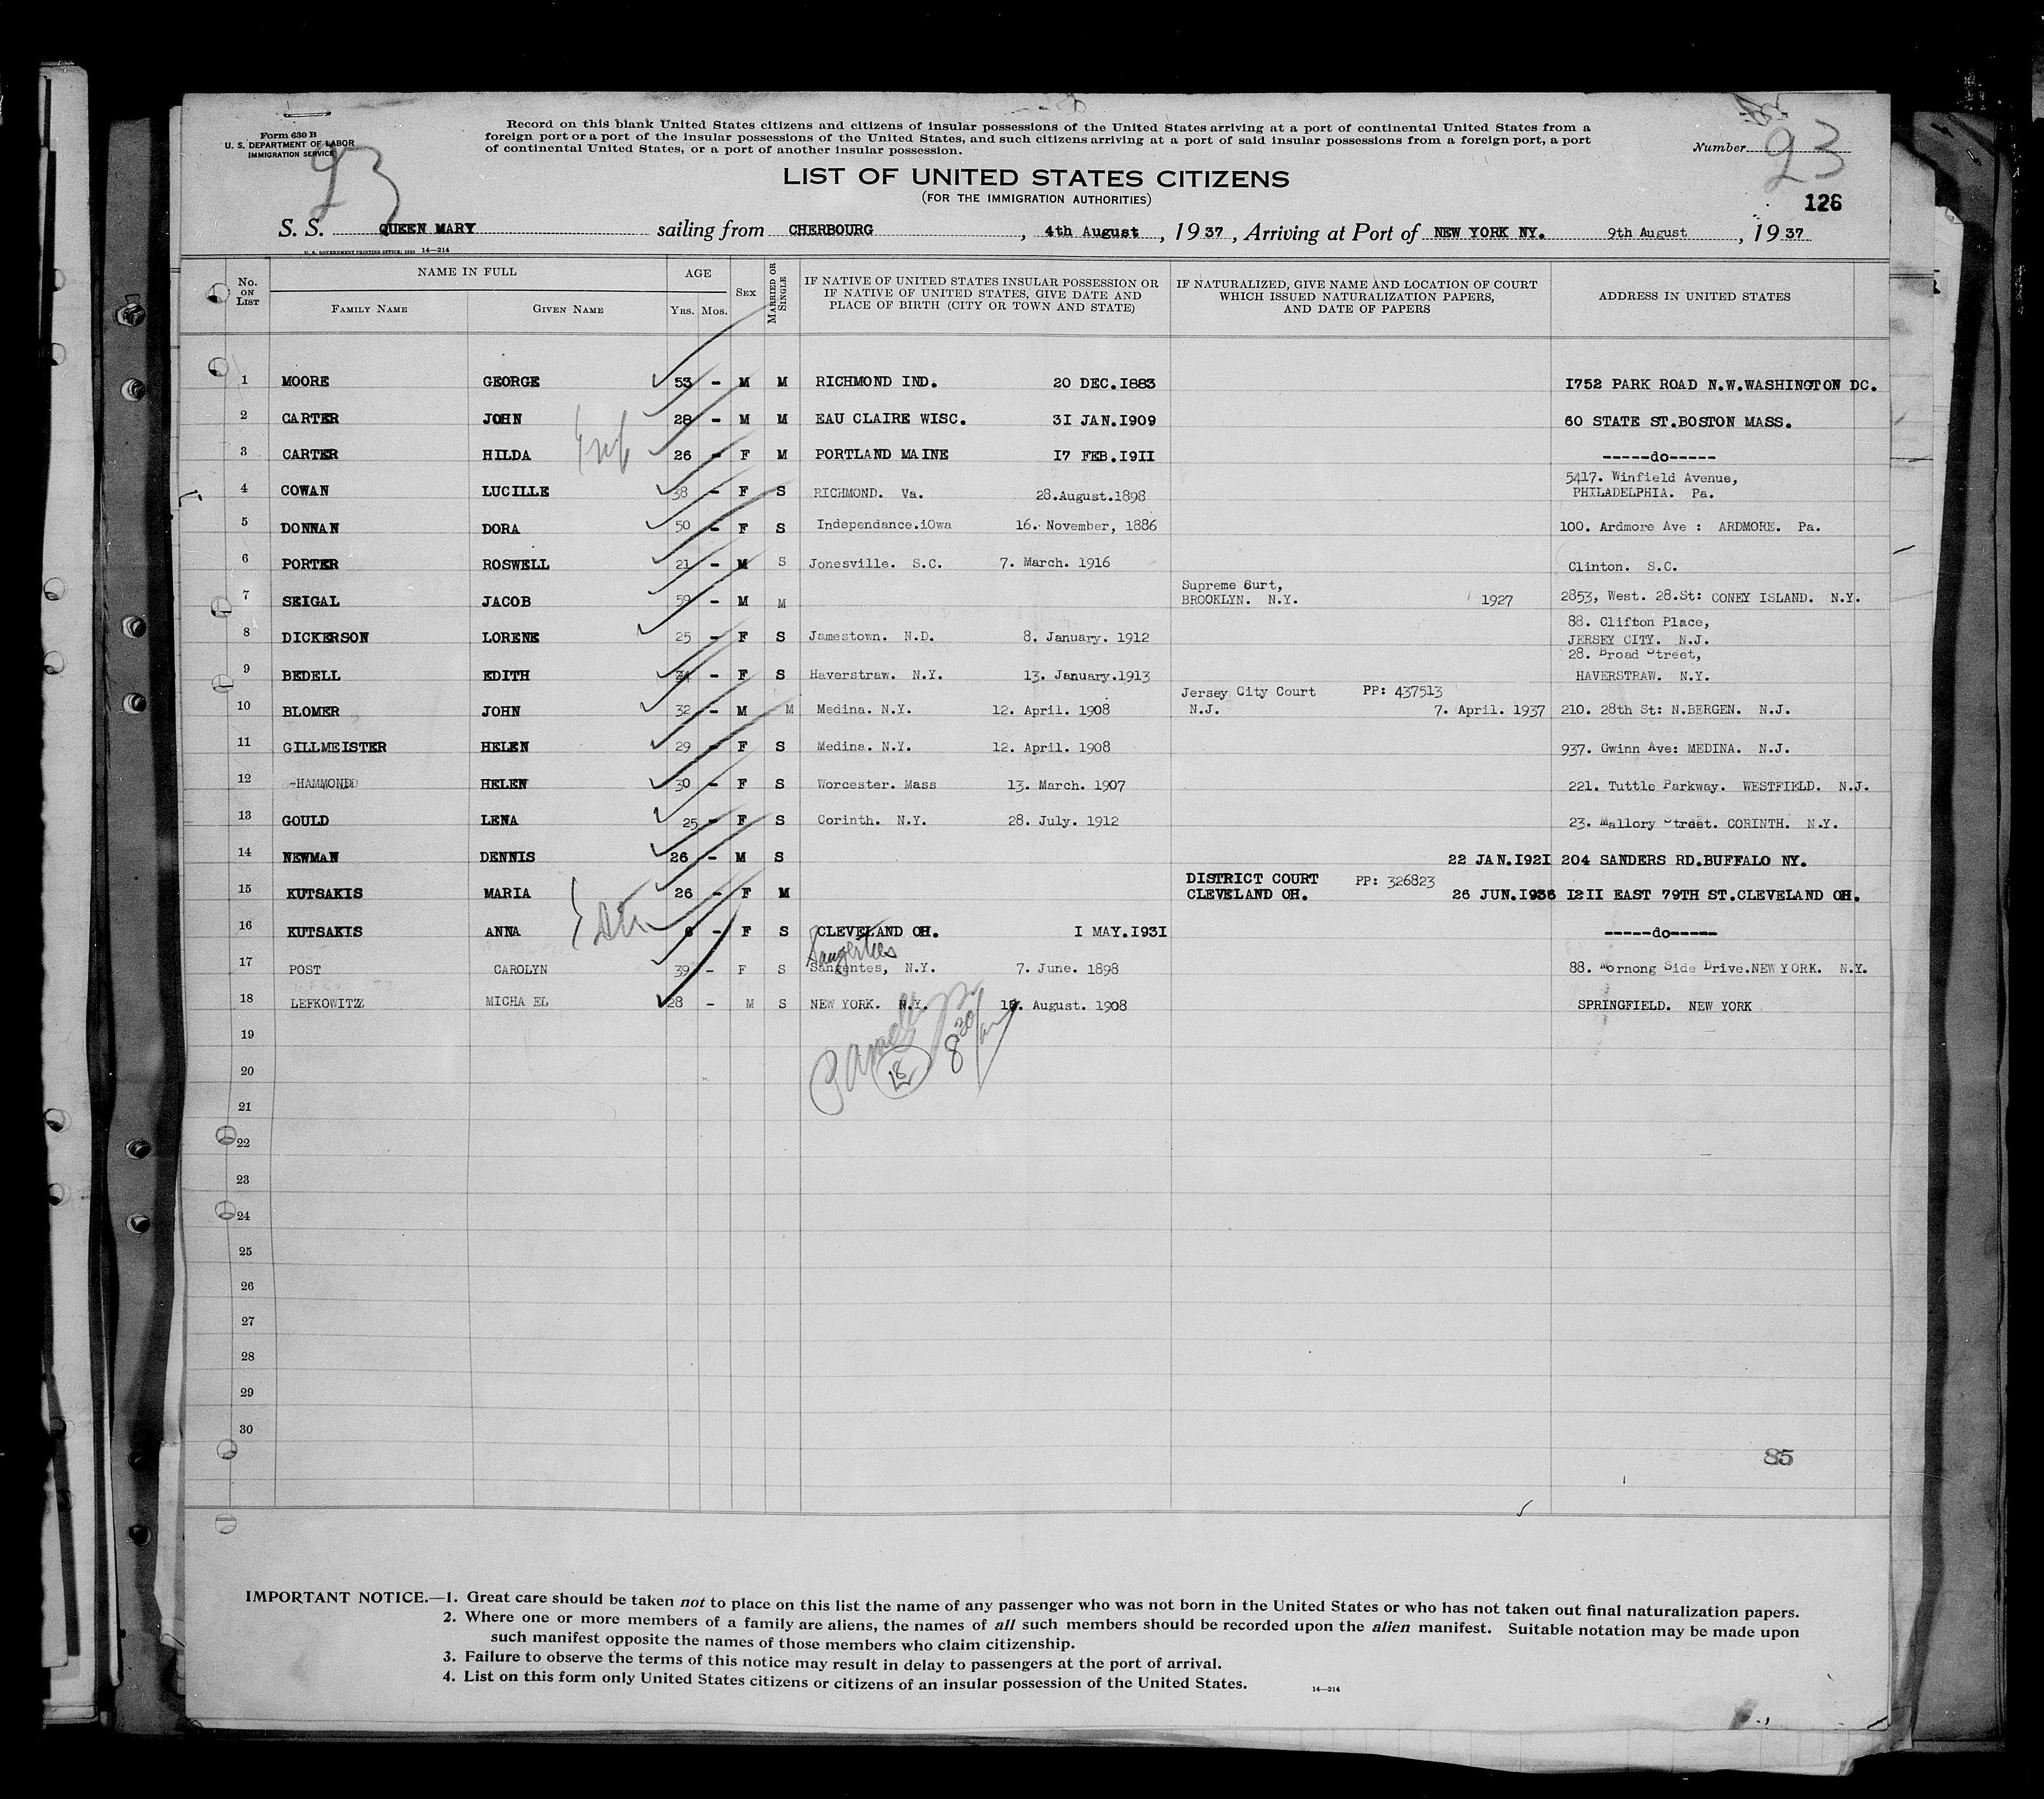 Form 630 B
U. S. DEPARTMENT OF LABOR
IMMIGRATION SERVICE
93
Record on this blank United States citizens and citizens of insular possessions of the United States arriving at a port of continental United States from a
foreign port or a port of the insular possessions of the United States, and such citizens arriving at a port of said insular possessions from a foreign port, a port
of continental United States, or a port of another insular possession.
Number 93
LIST OF UNITED STATES CITIZENS
(FOR THE IMMIGRATION AUTHORITIES)
126
S. S. QUEEN MARY sailing from CHERBOURG, 4th August, 1937, Arriving at Port of NEW YORK NY. 9th August, 1937
U. S. GOVERNMENT PRINTING OFFICE: 14—214
No. ON LIST NAME IN FULL FAMILY NAME GIVEN NAME AGE YRS. MOS. SEX MARRIED OR SINGLE IF NATIVE OF UNITED STATES INSULAR POSSESSION OR IF NATIVE OF UNITED STATES, GIVE DATE AND PLACE OF BIRTH (CITY OR TOWN AND STATE) IF NATURALIZED, GIVE NAME AND LOCATION OF COURT WHICH ISSUED NATURALIZATION PAPERS, AND DATE OF PAPERS ADDRESS IN UNITED STATES
1 MOORE GEORGE 53 - M M RICHMOND IND. 20 DEC.I883 I752 PARK ROAD N.W.WASHINGTON DC.
2 CARTER JOHN 28 - M M EAU CLAIRE WISC. 3I JAN.I909 60 STATE ST.BOSTON MASS.
3 CARTER HILDA 26 - F M PORTLAND MAINE I7 FEB.I9II -----do-----
4 COWAN LUCILLE 38 - F S RICHMOND. Va. 28.August.1898 5417. Winfield Avenue,
PHILADELPHIA. Pa.
5 DONNAN DORA 50 - F S Independance.iOwa 16. November, 1886 100. Ardmore Ave : ARDMORE. Pa.
6 PORTER ROSWELL 21 - M S Jonesville. S.C. 7. March. 1916 Clinton. S.C.
Supreme Ourt,
7 SEIGAL JACOB 59 - M M BROOKLYN. N.Y. 1927 2853, West. 28.St: CONEY ISLAND. N.Y.
88. Clifton Place,
8 DICKERSON LORENE 25 - F S Jamestown. N.D. 8. January. 1912 JERSEY CITY. N.J.
28. Broad Street,
9 BEDELL EDITH 24 - F S Haverstraw. N.Y. 13. January.1913 HAVERSTRAW. N.Y.
Jersey City Court PP: 437513
10 BLOMER JOHN 32 - M M Medina. N.Y. 12. April. 1908 N.J. 7. April. 1937 210. 28th St: N.BERGEN. N.J.
11 GILLMEISTER HELEN 29 - F S Medina. N.Y. 12. April. 1908 937. Gwinn Ave: MEDINA. N.J.
12 -HAMMOND HELEN 30 - F S Worcester. Mass 13. March. 1907 221. Tuttle Parkway. WESTFIELD. N.J.
13 GOULD LENA 25 - F S Corinth. N.Y. 28. July. 1912 23. Mallory Street. CORINTH. N.Y.
14 NEWMAN DENNIS 26 - M S 22 JAN.I92I 204 SANDERS RD.BUFFALO NY.
DISTRICT COURT PP: 326823
15 KUTSAKIS MARIA 26 - F M CLEVELAND OH. 26 JUN.I936 I2II EAST 79TH ST.CLEVELAND OH.
16 KUTSAKIS ANNA 6 - F S CLEVELAND OH. I MAY.I93I -----do-----
Saugerties
17 POST CAROLYN 39 - F S Sangentes, N.Y. 7. June. 1898 88. Mornong Side Drive.NEW YORK. N.Y.
18 LEFKOWITZ MICHA EL 28 - M S NEW YORK. N.Y. August. 1908 SPRINGFIELD. NEW YORK
18
8 30
19
20
21
22
23
24
25
26
27
28
29
30
85
IMPORTANT NOTICE.—1. Great care should be taken not to place on this list the name of any passenger who was not born in the United States or who has not taken out final naturalization papers.
2. Where one or more members of a family are aliens, the names of all such members should be recorded upon the alien manifest. Suitable notation may be made upon
such manifest opposite the names of those members who claim citizenship.
3. Failure to observe the terms of this notice may result in delay to passengers at the port of arrival.
4. List on this form only United States citizens or citizens of an insular possession of the United States. 14—214